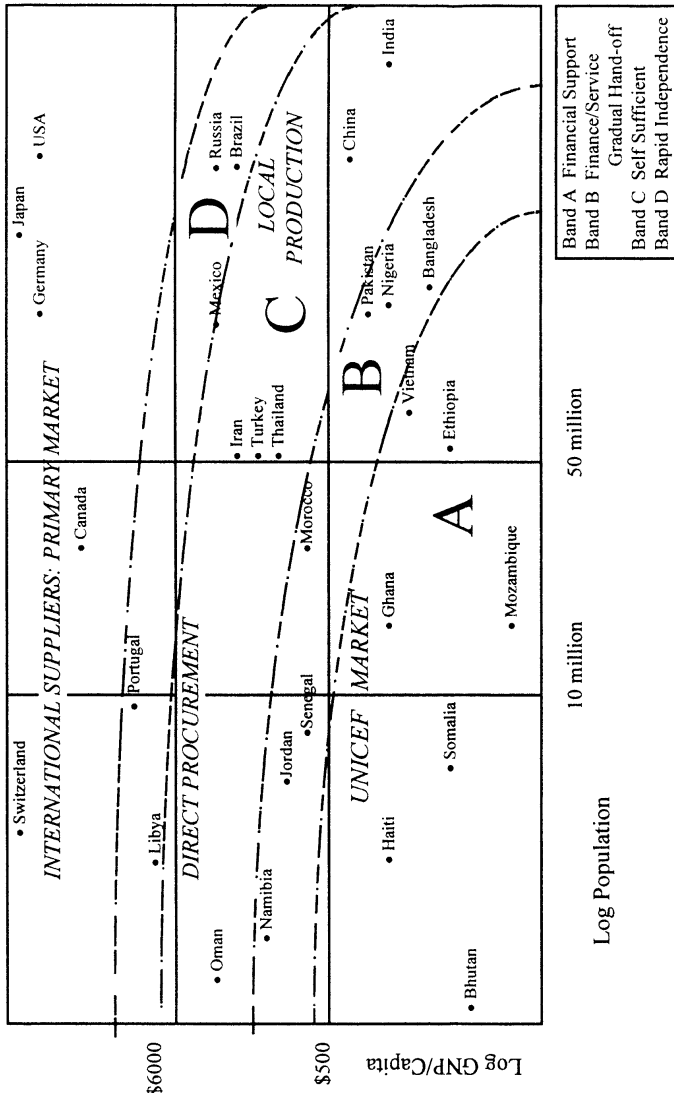 Switzerland
Japan
Germany
USA
INTERNATIONAL SUPPLIERS: PRIMARY MARKET
Canada
Portugal
Libya
$6000
DIRECT PROCUREMENT
Oman
Mexico
D
Russia
Brazil
LOCAL
PRODUCTION
Iran
Turkey
Thailand
C
Namibia
Jordan
Senegal
Morocco
$500
China
India
B
Pakistan
Nigeria
Bangladesh
UNICEF MARKET
Haiti
Ghana
Vietnam
Somalia
Ethiopia
A
Bhutan
Mozambique
Log GNP/Capita
10 million
50 million
Log Population
Band A Financial Support
Band B Finance/Service
Gradual Hand-off
Band C Self Sufficient
Band D Rapid Independence